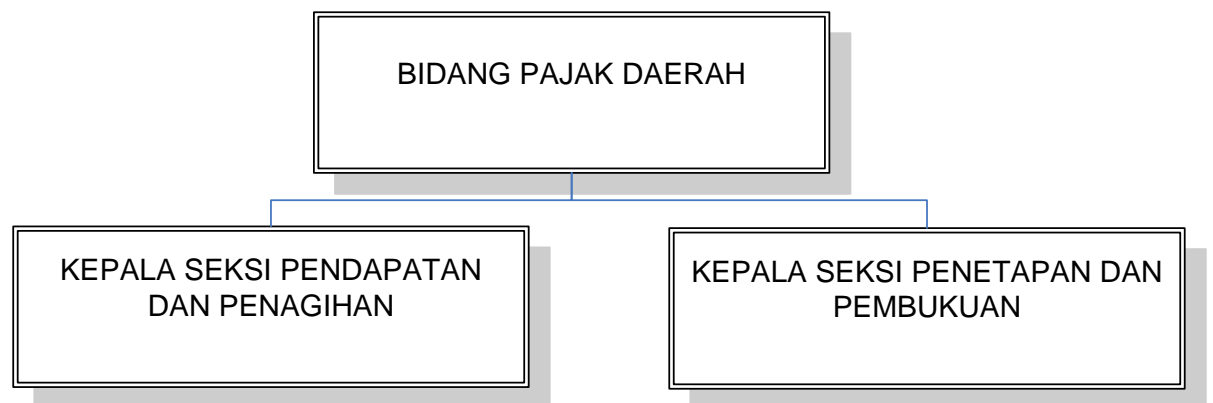 BIDANG PAJAK DAERAH
KEPALA SEKSI PENDAPATAN
DAN PENAGIHAN
KEPALA SEKSI PENETAPAN DAN
PEMBUKUAN